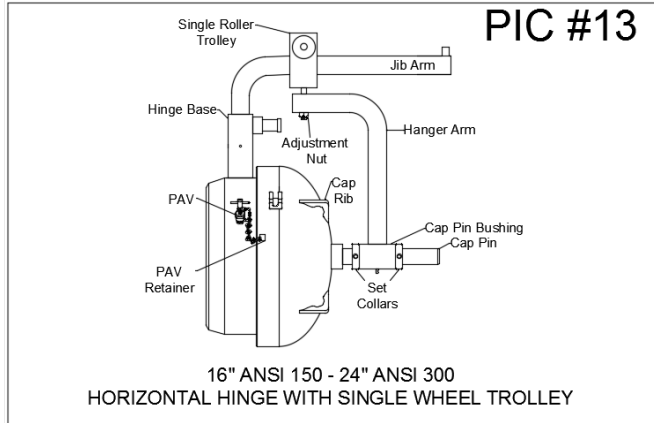 PIC #13
Single Roller
Trolley
Jib Arm
Hinge Base
Adjustment
Nut
Hanger Arm
PAV
Cap
Rib
Cap Pin Bushing
Cap Pin
PAV
Retainer
Set
Collars
16" ANSI 150 - 24" ANSI 300
HORIZONTAL HINGE WITH SINGLE WHEEL TROLLEY